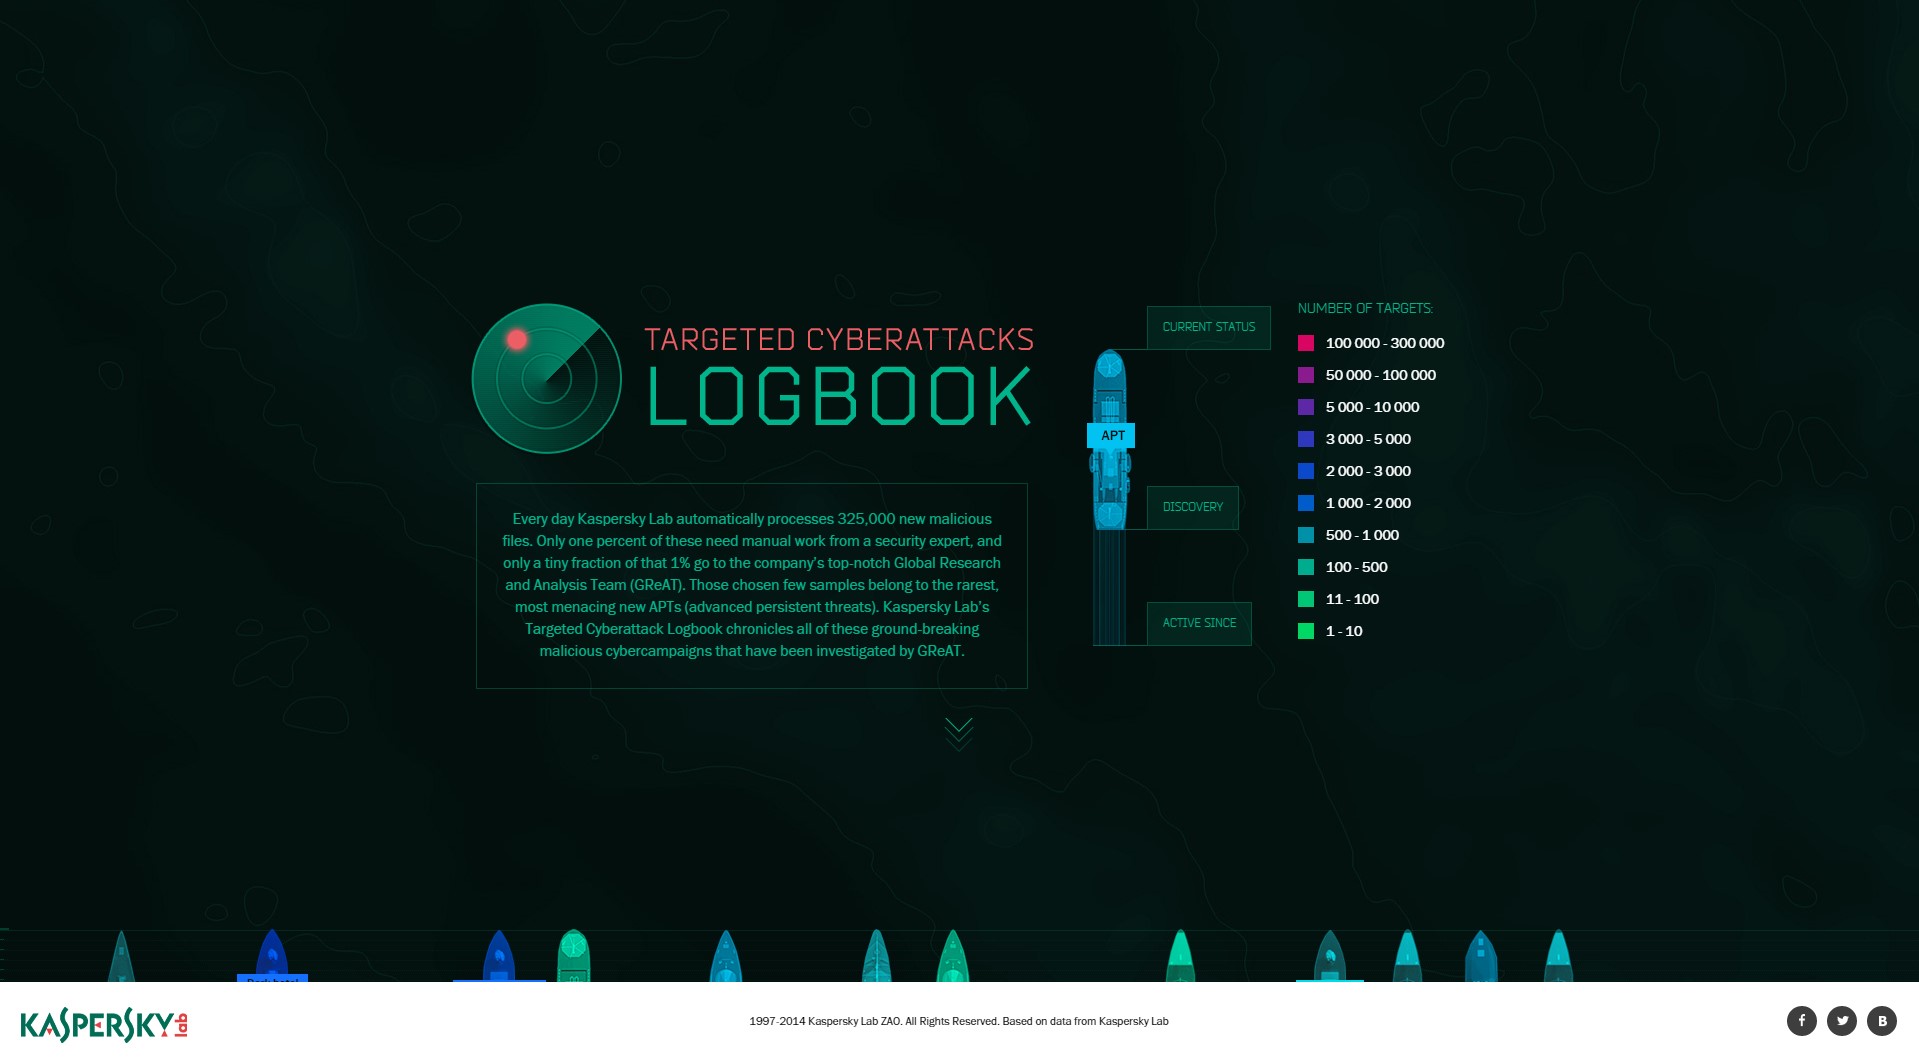 TARGETED CYBERATTACKS
LOGBOOK
Every day Kaspersky Lab automatically processes 325,000 new malicious
files. Only one percent of these need manual work from a security expert, and
only a tiny fraction of that 1% go to the company's top-notch Global Research
and Analysis Team (GReAT). Those chosen few samples belong to the rarest,
most menacing new APTs (advanced persistent threats). Kaspersky Lab's
Targeted Cyberattack Logbook chronicles all of these ground-breaking
malicious cybercampaigns that have been investigated by GReAT.
CURRENT STATUS
APT
DISCOVERY
ACTIVE SINCE
NUMBER OF TARGETS:
100 000 - 300 000
50 000 - 100 000
5 000 - 10 000
3 000 - 5 000
2 000 - 3 000
1 000 - 2 000
500 - 1 000
100 - 500
11 - 100
1 - 10
KASPERSKY lab
1997-2014 Kaspersky Lab ZAO. All Rights Reserved. Based on data from Kaspersky Lab